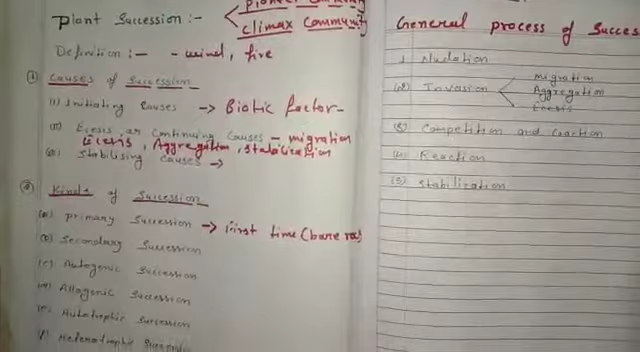 Plant Succession :-
Pioneer
Climax Community
Definition :- - wind, fire
(1) Causes of Succession
(i) Initiating Causes → Biotic factor-
(ii) Ecesis or Continuing Causes - migration
Ecesis, Aggregation, Stabilization
(iii) Stabilising Causes →
(2) Kinds of Succession
(a) Primary Succession → First time (bare
(b) Secondary Succession
(c) Autogenic Succession
Allogenic Succession
Autotrophic Succession
Heterotrophic
General process of Succes
1. Nudation
(2) Invasion
Migration
Aggregation
Ecesis
(3) Competition and Coaction
(4) Reaction
(5) Stabilization